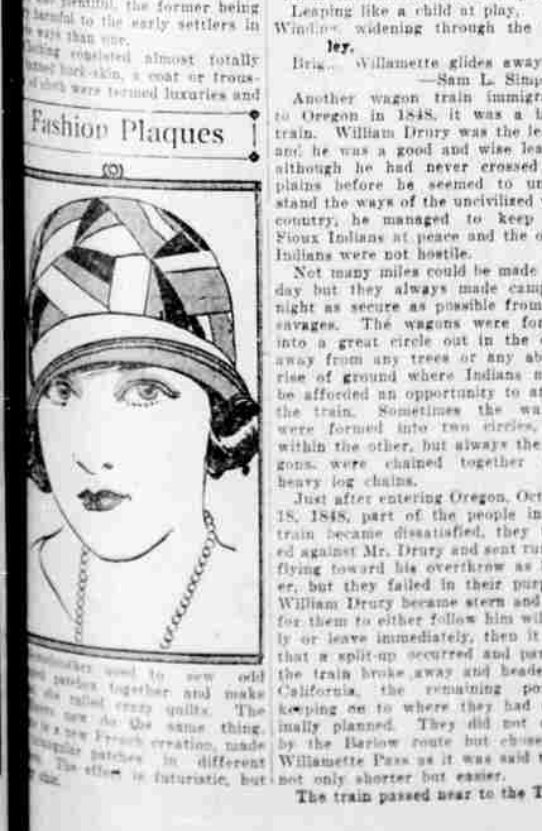 the former being
harmful to the early settlers in
ways than one.
consisted almost totally
buck-skin, a coat or trous-
of cloth were termed luxuries and
Fashion Plaques
used to sew odd
together and make
called crazy quilts. The
now do the same thing.
is a new French creation, made
patches in different
The effect is futuristic, but
Leaping like a child at play,
widening through the
ley,
Willamette glides away
—Sam L. Simp
Another wagon train immigr
to Oregon in 1848, it was a l
train. William Drury was the le
and he was a good and wise lea
although he had never crossed
plains before he seemed to un
stand the ways of the uncivilized
country, he managed to keep
Sioux Indians at peace and the o
Indians were not hostile.
Not many miles could be made
day but they always made camp
night as secure as possible from
savages. The wagons were for
into a great circle out in the
away from any trees or any ab
rise of ground where Indians m
be afforded an opportunity to at
the train. Sometimes the wa
were formed into two circles,
within the other, but always the
gons were chained together
heavy log chains.
Just after entering Oregon, Oct
18, 1848, part of the people in
train became dissatisfied, they
ed against Mr. Drury and sent rum
flying toward his overthrow as
er, but they failed in their purp
William Drury became stern and
for them to either follow him wil
ly or leave immediately, then it
that a split-up occurred and par
the train broke away and heade
California, the remaining po
keeping on to where they had
inally planned. They did not
by the Barlow route but chose
Willamette Pass as it was said t
not only shorter but easier.
The train passed near to the T